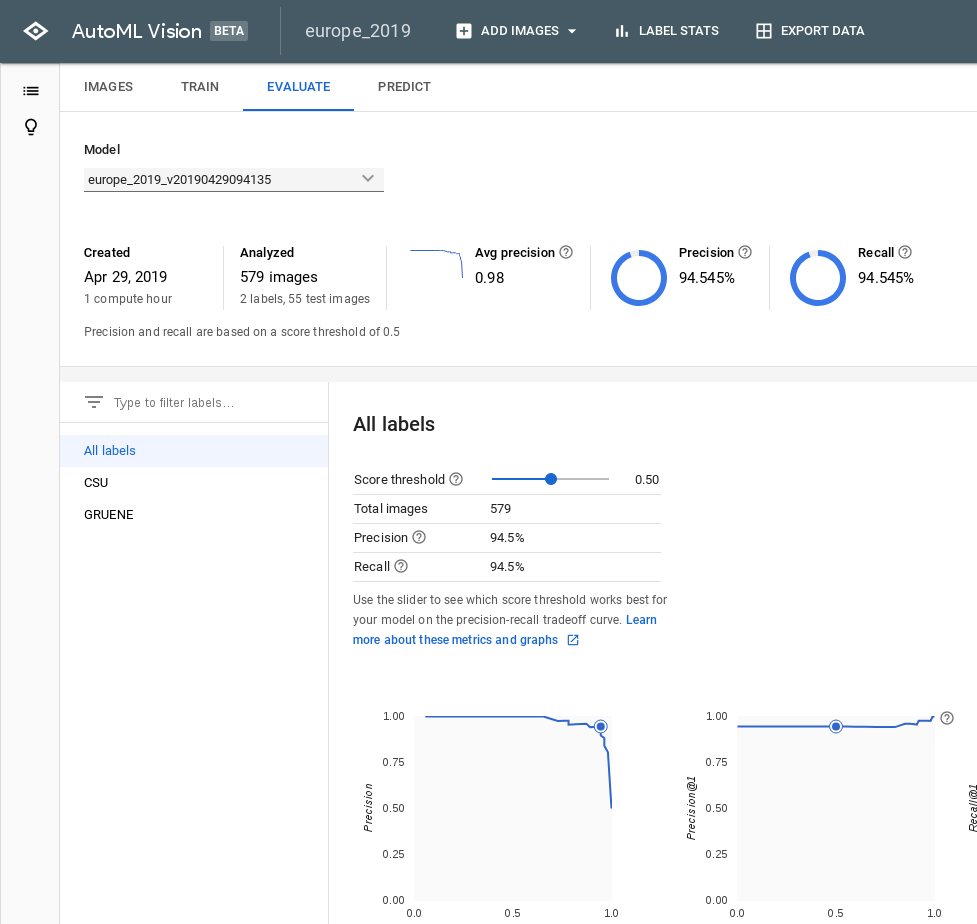 AutoML Vision BETA
europe_2019
ADD IMAGES
LABEL STATS
EXPORT DATA
IMAGES
TRAIN
EVALUATE
PREDICT
Model
europe_2019_v20190429094135
Created
Apr 29, 2019
1 compute hour
Analyzed
579 images
2 labels, 55 test images
Avg precision
0.98
Precision
94.545%
Recall
94.545%
Precision and recall are based on a score threshold of 0.5
Type to filter labels…
All labels
CSU
GRUENE
All labels
Score threshold 0.50
Total images 579
Precision 94.5%
Recall 94.5%
Use the slider to see which score threshold works best for
your model on the precision-recall tradeoff curve. Learn
more about these metrics and graphs
Precision
1.00
0.75
0.50
0.25
0.00
0.0 0.5 1.0
Precision@1
1.00
0.75
0.50
0.25
0.00
0.0 0.5 1.0
Recall@1